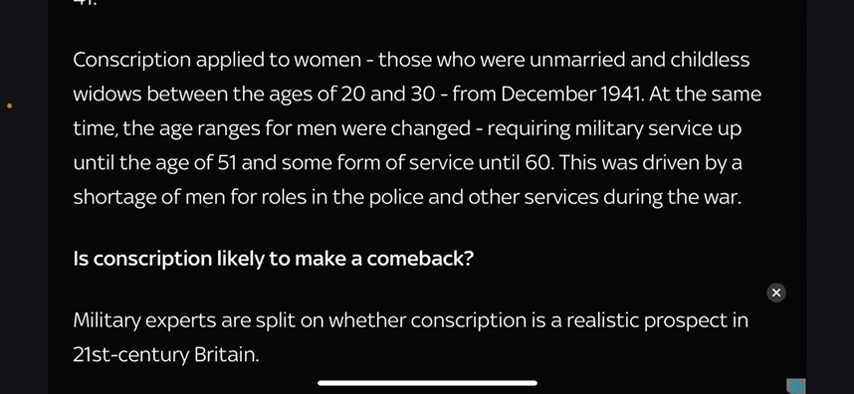 41.
Conscription applied to women - those who were unmarried and childless
widows between the ages of 20 and 30 - from December 1941. At the same
time, the age ranges for men were changed - requiring military service up
until the age of 51 and some form of service until 60. This was driven by a
shortage of men for roles in the police and other services during the war.
Is conscription likely to make a comeback?
Military experts are split on whether conscription is a realistic prospect in
21st-century Britain.